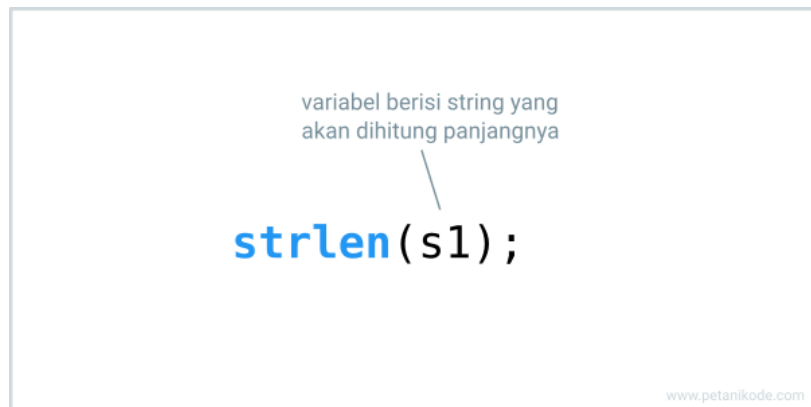 variabel berisi string yang
akan dihitung panjangnya
strlen(s1);
www.petanikode.com